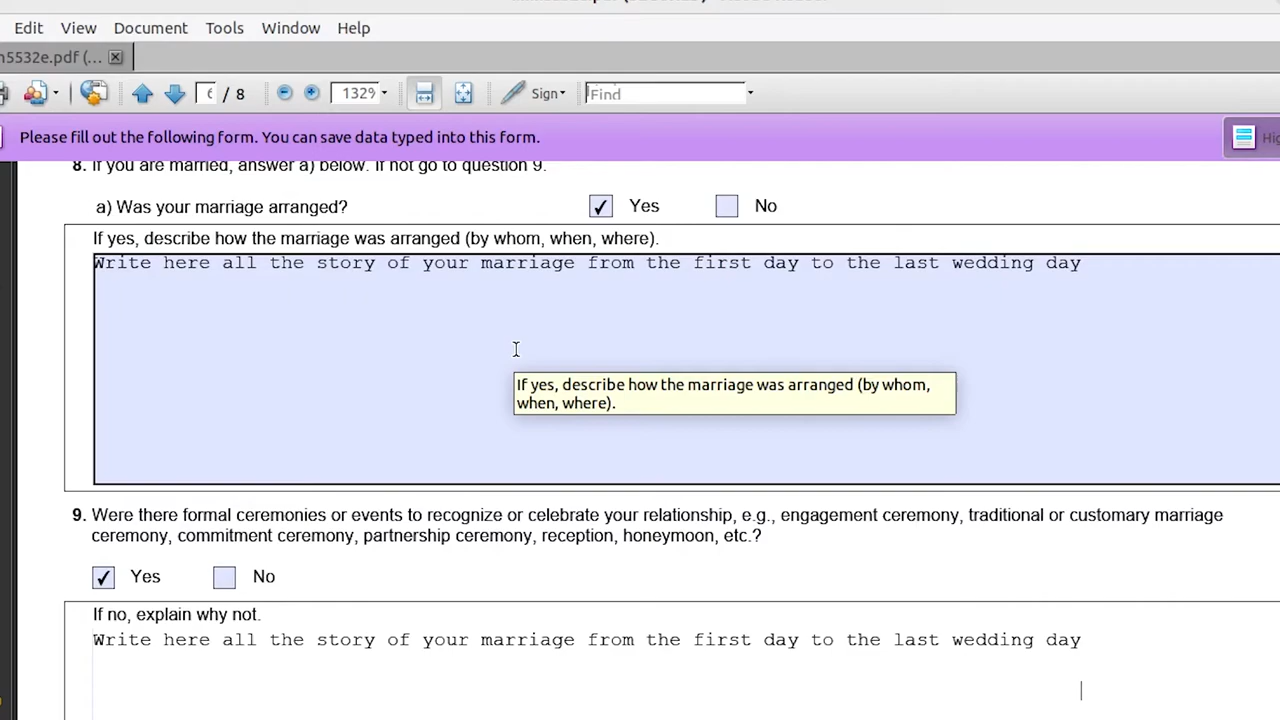 Edit View Document Tools Window Help
n5532e.pdf (...
6 / 8 132% Sign Find
Please fill out the following form. You can save data typed into this form.
8. If you are married, answer a) below. If not go to question 9.
a) Was your marriage arranged? Yes No
If yes, describe how the marriage was arranged (by whom, when, where).
Write here all the story of your marriage from the first day to the last wedding day
If yes, describe how the marriage was arranged (by whom,
when, where).
9. Were there formal ceremonies or events to recognize or celebrate your relationship, e.g., engagement ceremony, traditional or customary marriage
ceremony, commitment ceremony, partnership ceremony, reception, honeymoon, etc.?
Yes No
If no, explain why not.
Write here all the story of your marriage from the first day to the last wedding day